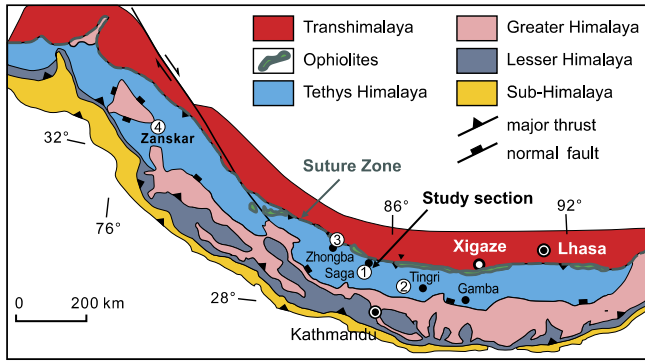 Transhimalaya
Ophiolites
Tethys Himalaya
Greater Himalaya
Lesser Himalaya
Sub-Himalaya
major thrust
normal fault
4
Zanskar
32°
76°
Suture Zone
86°
92°
Study section
3
Zhongba
Saga
1
2
Tingri
Gamba
Xigaze
Lhasa
28°
Kathmandu
0 200 km